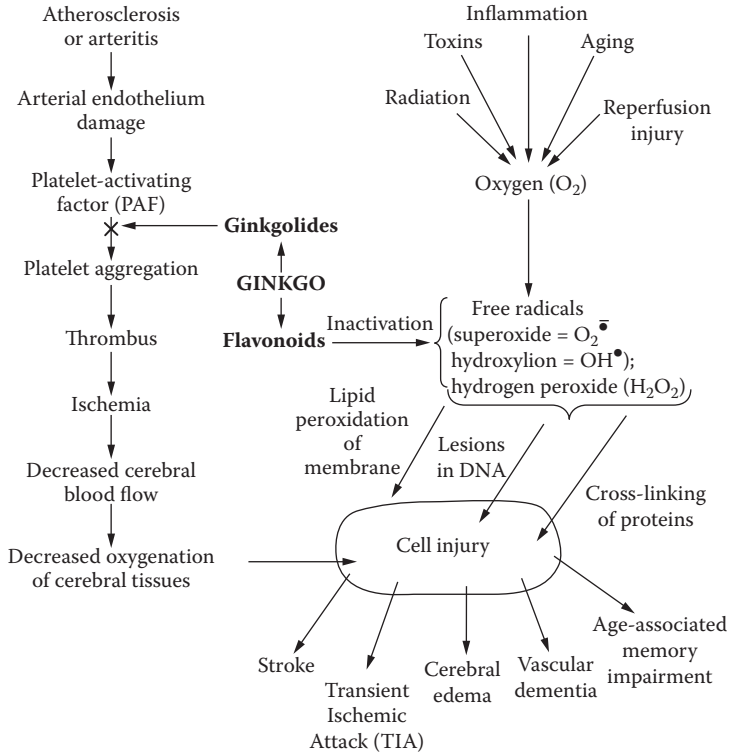 Atherosclerosis
or arteritis
Arterial endothelium
damage
Platelet-activating
factor (PAF)
Platelet aggregation
Thrombus
Ischemia
Decreased cerebral
blood flow
Decreased oxygenation
of cerebral tissues
Ginkgolides
GINKGO
Flavonoids
Inactivation
Inflammation
Toxins
Aging
Radiation
Reperfusion
injury
Oxygen (O₂)
Free radicals
(superoxide = O₂•̅
hydroxylion = OH•);
hydrogen peroxide (H₂O₂)
Lipid
peroxidation
of
membrane
Lesions
in DNA
Cross-linking
of proteins
Cell injury
Stroke
Transient
Ischemic
Attack (TIA)
Cerebral
edema
Vascular
dementia
Age-associated
memory
impairment